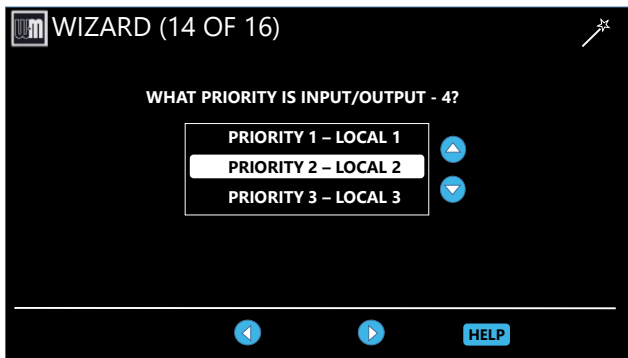 WM WIZARD (14 OF 16)
WHAT PRIORITY IS INPUT/OUTPUT - 4?
PRIORITY 1 – LOCAL 1
PRIORITY 2 – LOCAL 2
PRIORITY 3 – LOCAL 3
HELP